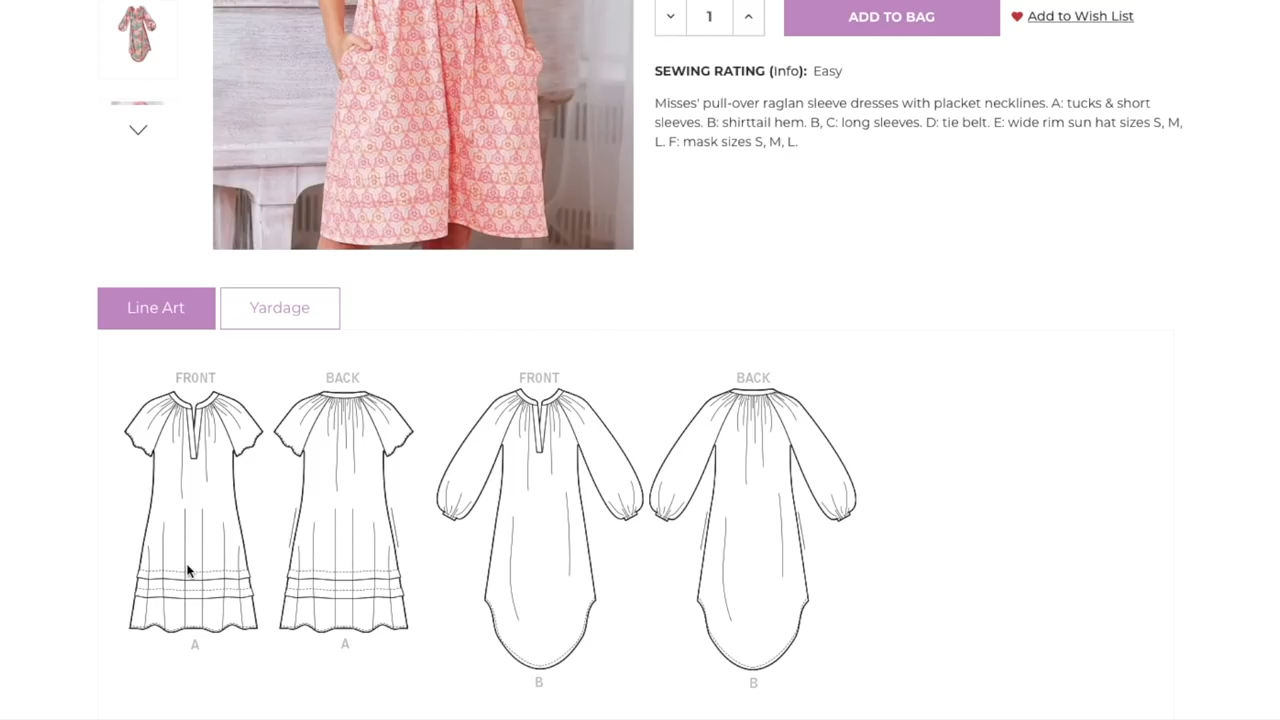 1
ADD TO BAG
Add to Wish List
SEWING RATING (Info): Easy
Misses' pull-over raglan sleeve dresses with placket necklines. A: tucks & short
sleeves. B: shirttail hem. B, C: long sleeves. D: tie belt. E: wide rim sun hat sizes S, M,
L. F: mask sizes S, M, L.
Line Art
Yardage
FRONT
BACK
FRONT
BACK
A
A
B
B